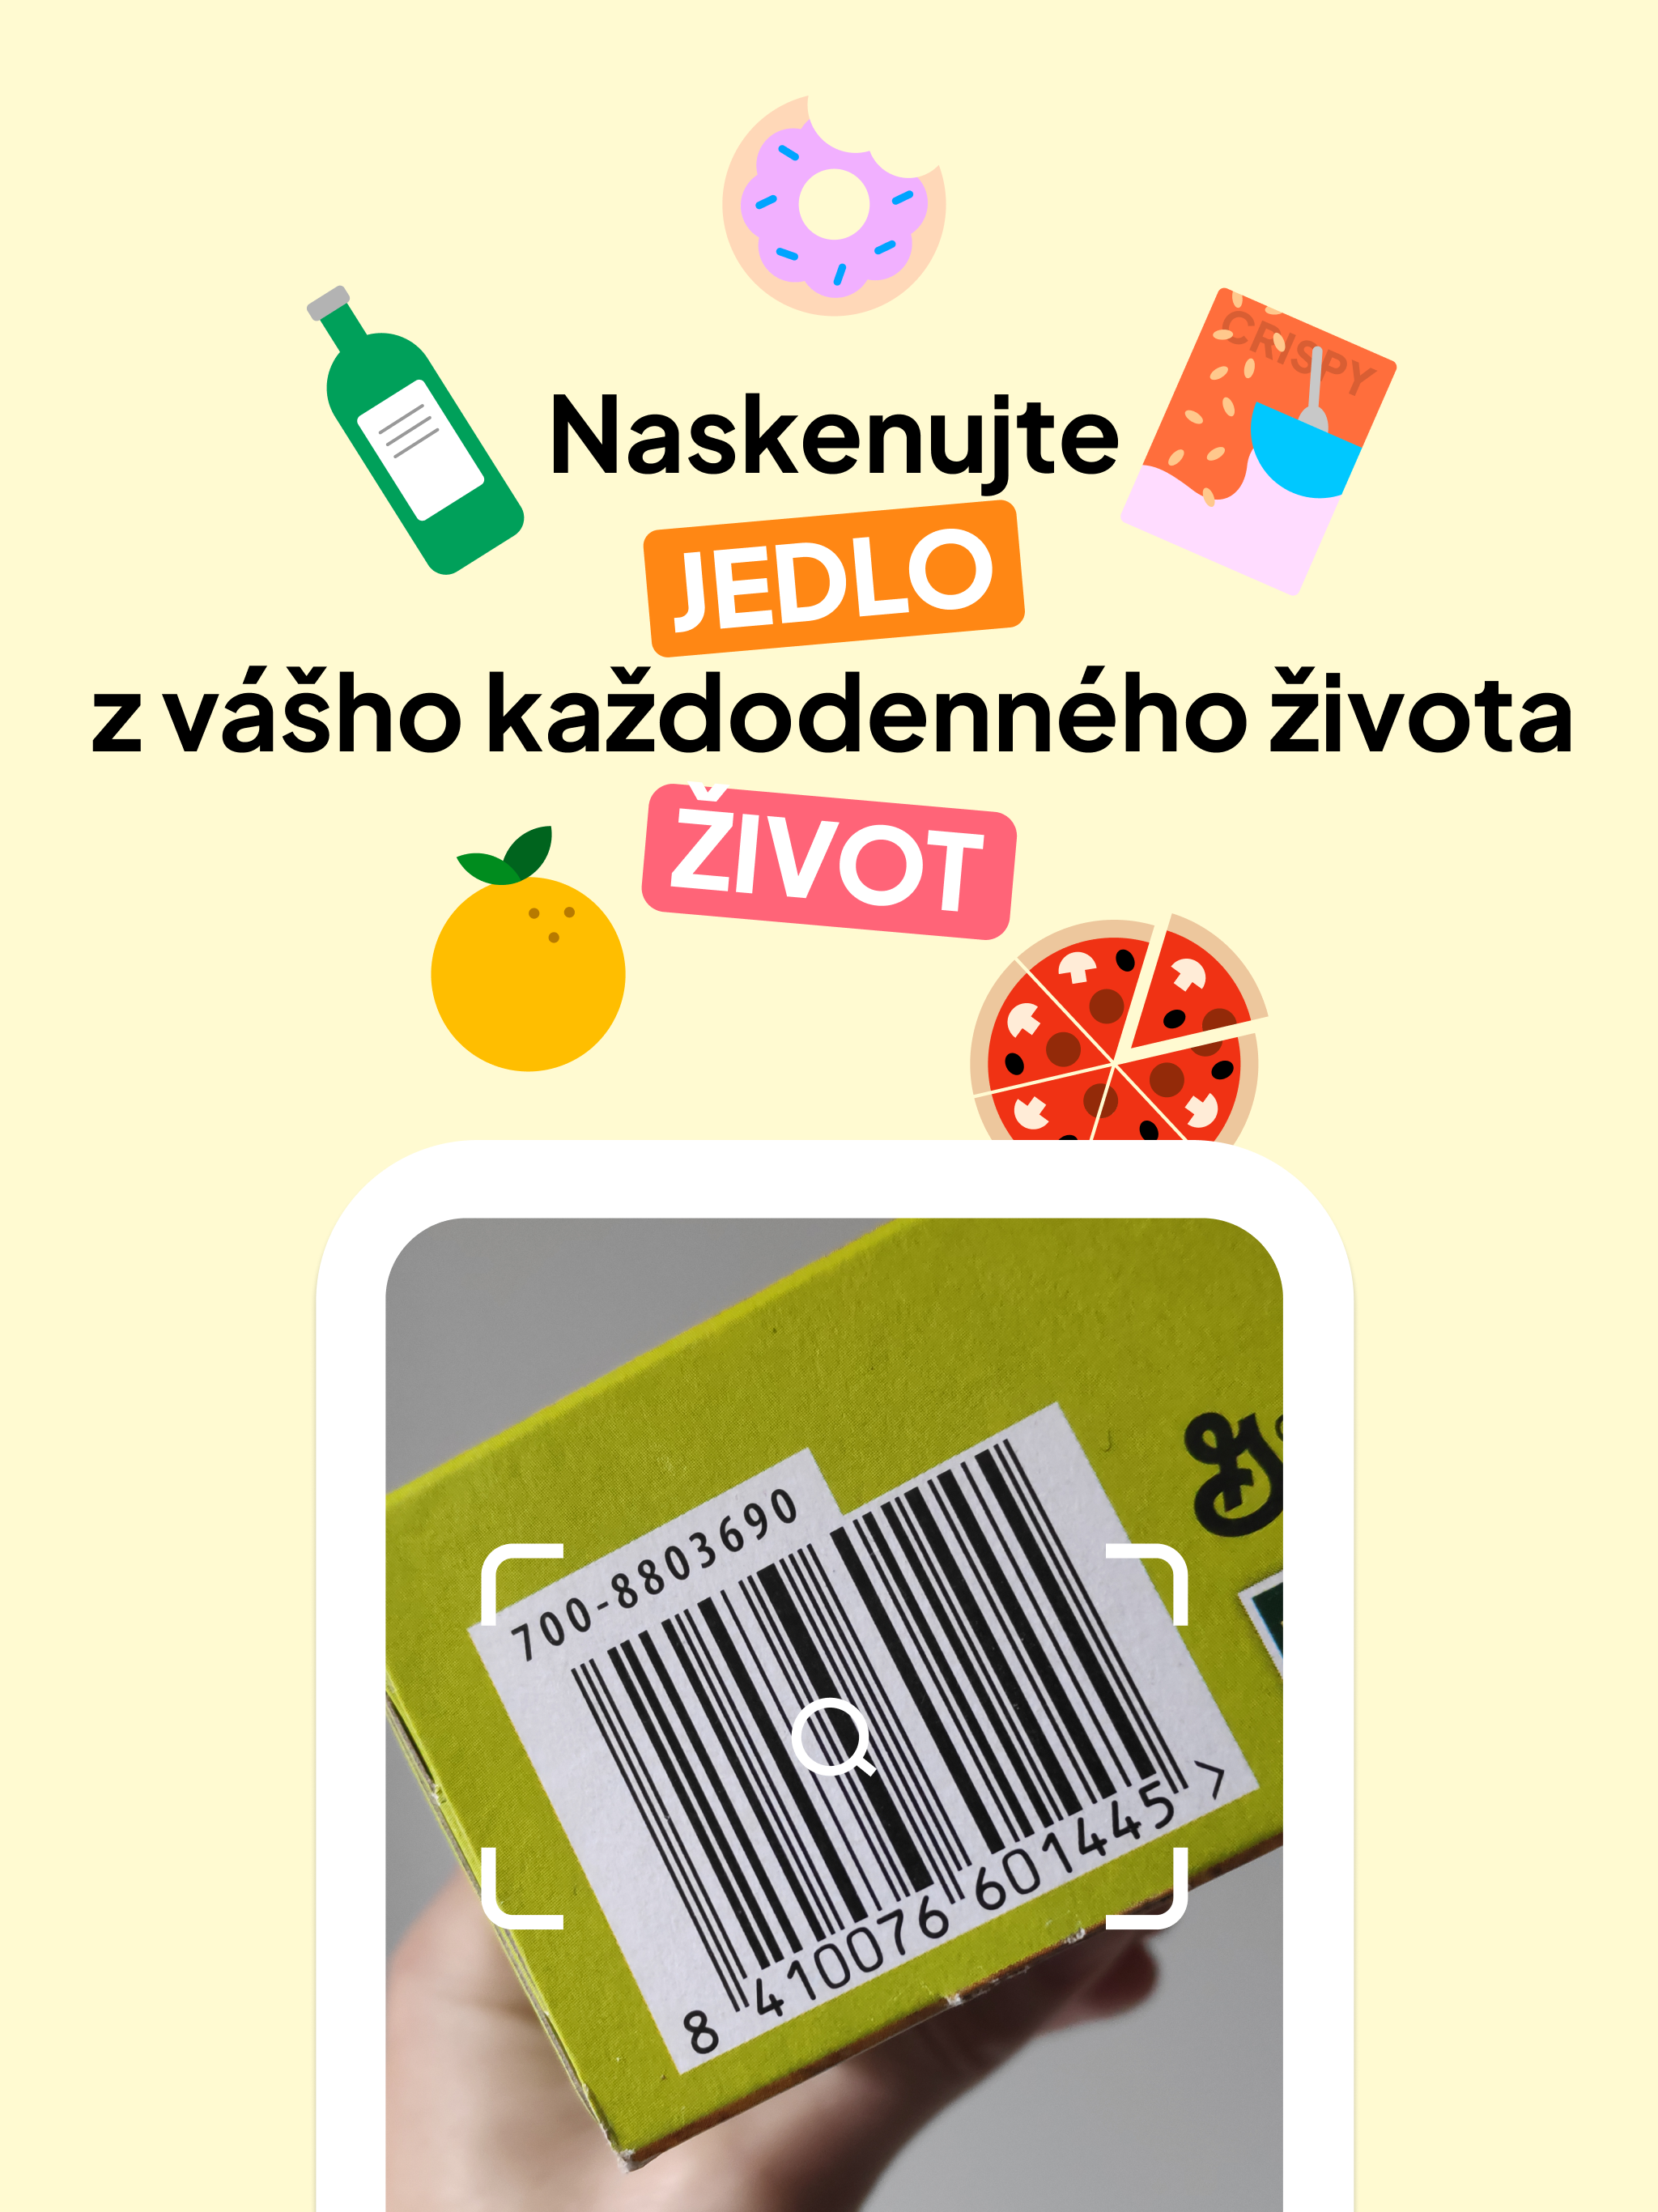 CRISPY
Naskenujte
JEDLO
z vášho každodenného života
ŽIVOT
700-8803690
8 410076 601445 >